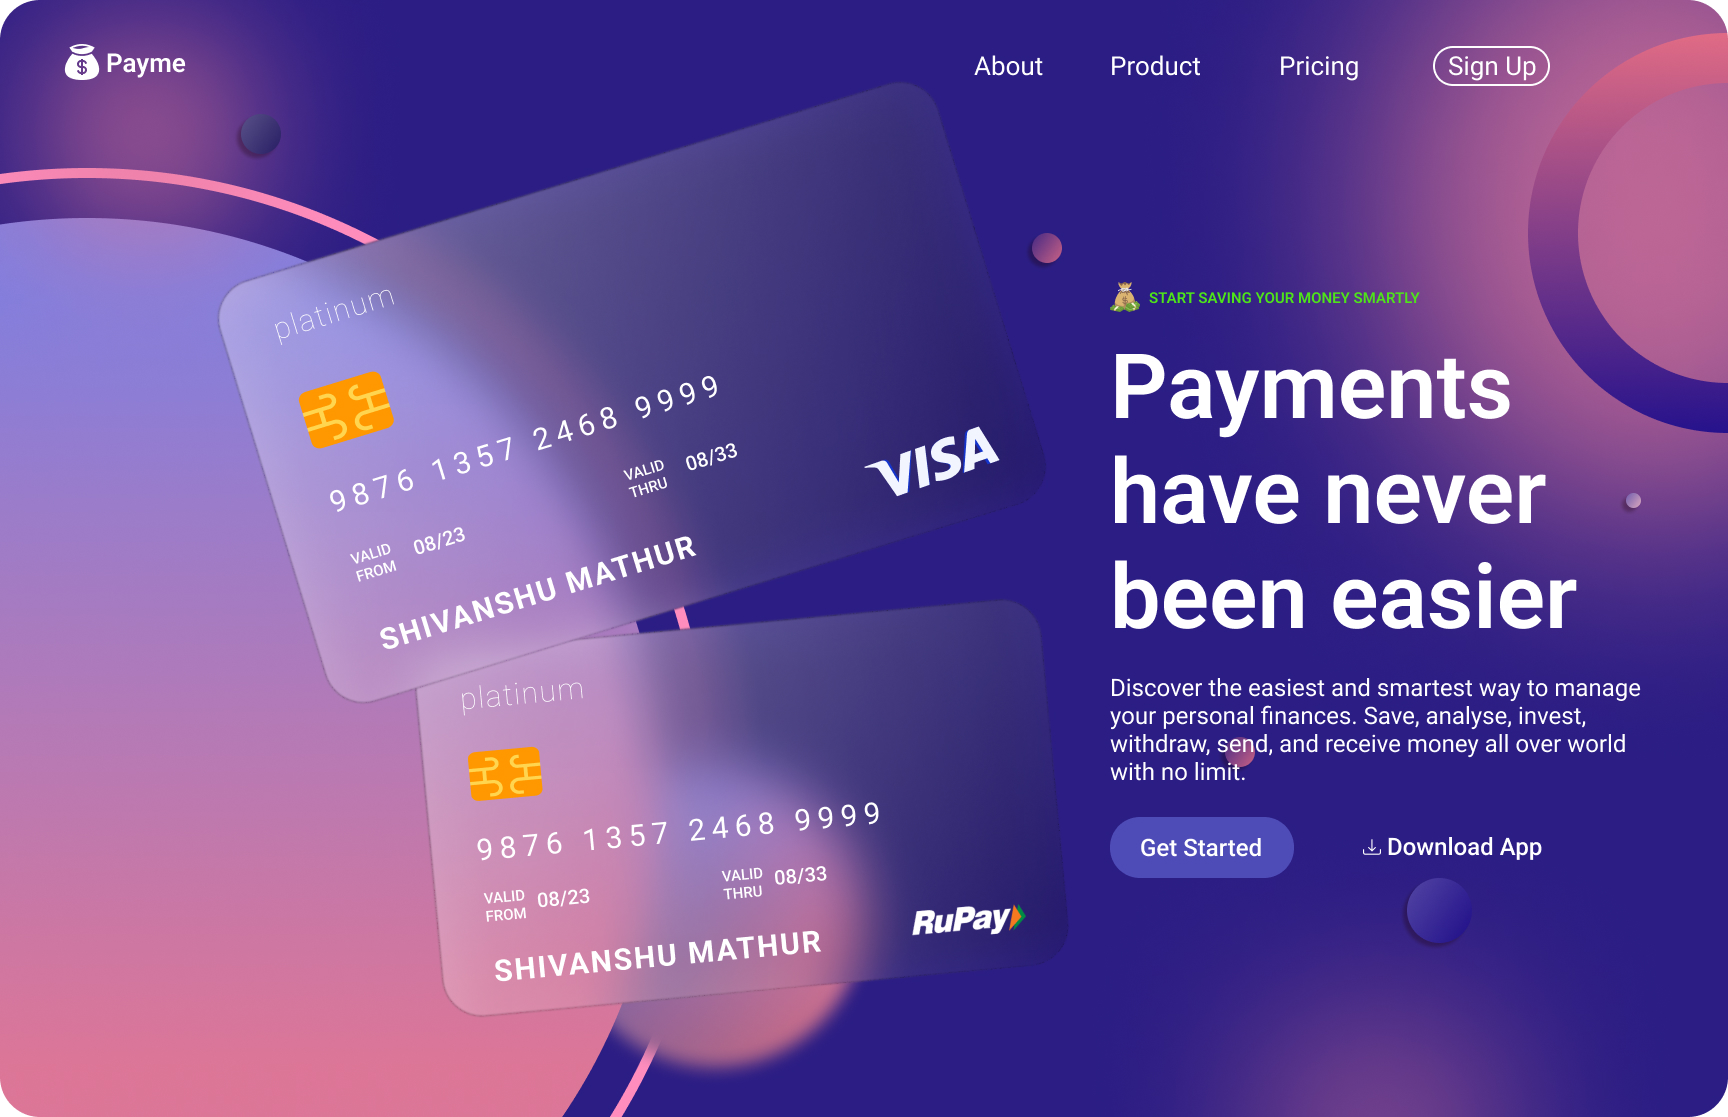 Payme
About
Product
Pricing
Sign Up
platinum
9876 1357 2468 9999
VALID
THRU
08/33
VISA
VALID
FROM
08/23
SHIVANSHU MATHUR
platinum
9876 1357 2468 9999
VALID
FROM
08/23
VALID
THRU
08/33
RuPay
SHIVANSHU MATHUR
START SAVING YOUR MONEY SMARTLY
Payments
have never
been easier
Discover the easiest and smartest way to manage
your personal finances. Save, analyse, invest,
withdraw, send, and receive money all over world
with no limit.
Get Started
Download App